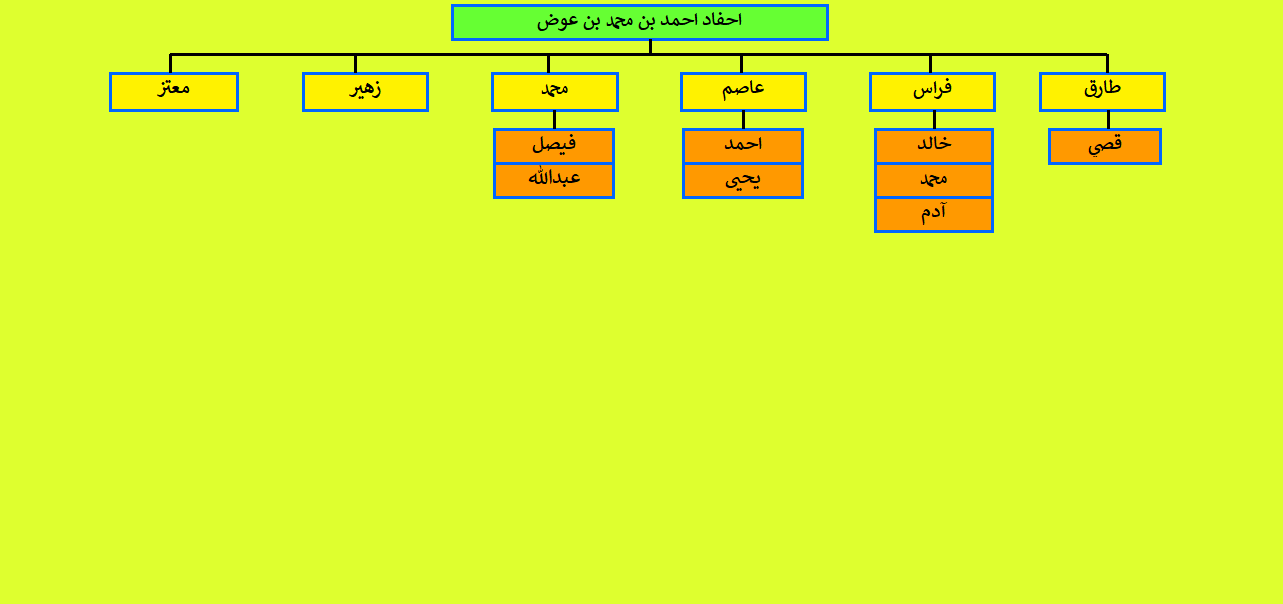 احفاد احمد بن محمد بن عوض
طارق
فراس
عاصم
محمد
زهير
معتز
قصي
خالد
احمد
فيصل
محمد
يحيى
عبدالله
آدم